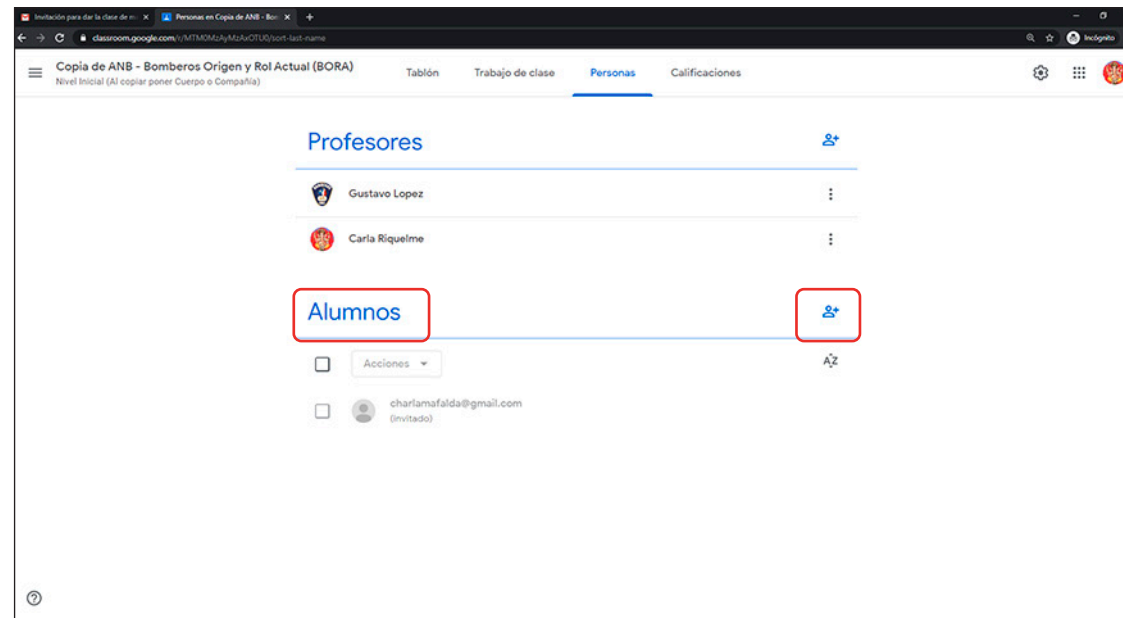 Invitación para dar la clase de m
Personas en Copia de ANB - Bo
classroom.google.com/r/MTM0MzAyMzAxOTU0/sort-last-name
Incógnito
Copia de ANB - Bomberos Origen y Rol Actual (BORA)
Nivel Inicial (Al copiar poner Cuerpo o Compañía)
Tablón
Trabajo de clase
Personas
Calificaciones
Profesores
Gustavo Lopez
Carla Riquelme
Alumnos
Acciones
AZ
charlamafalda@gmail.com
(invitado)